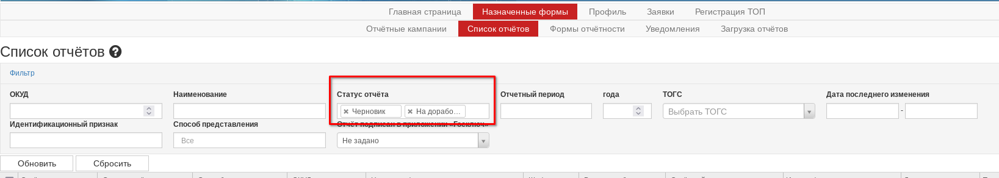 Главная страница Назначенные формы Профиль Заявки Регистрация ТОП
Отчётные кампании Список отчётов Формы отчётности Уведомления Загрузка отчётов
Список отчётов
Фильтр
ОКУД Наименование Статус отчёта Отчетный период года ТОГС Дата последнего изменения
Черновик На дорабо… Выбрать ТОГС -
Идентификационный признак Способ представления Отчёт подписан в приложении «Госключ»
Все Не задано
Обновить Сбросить